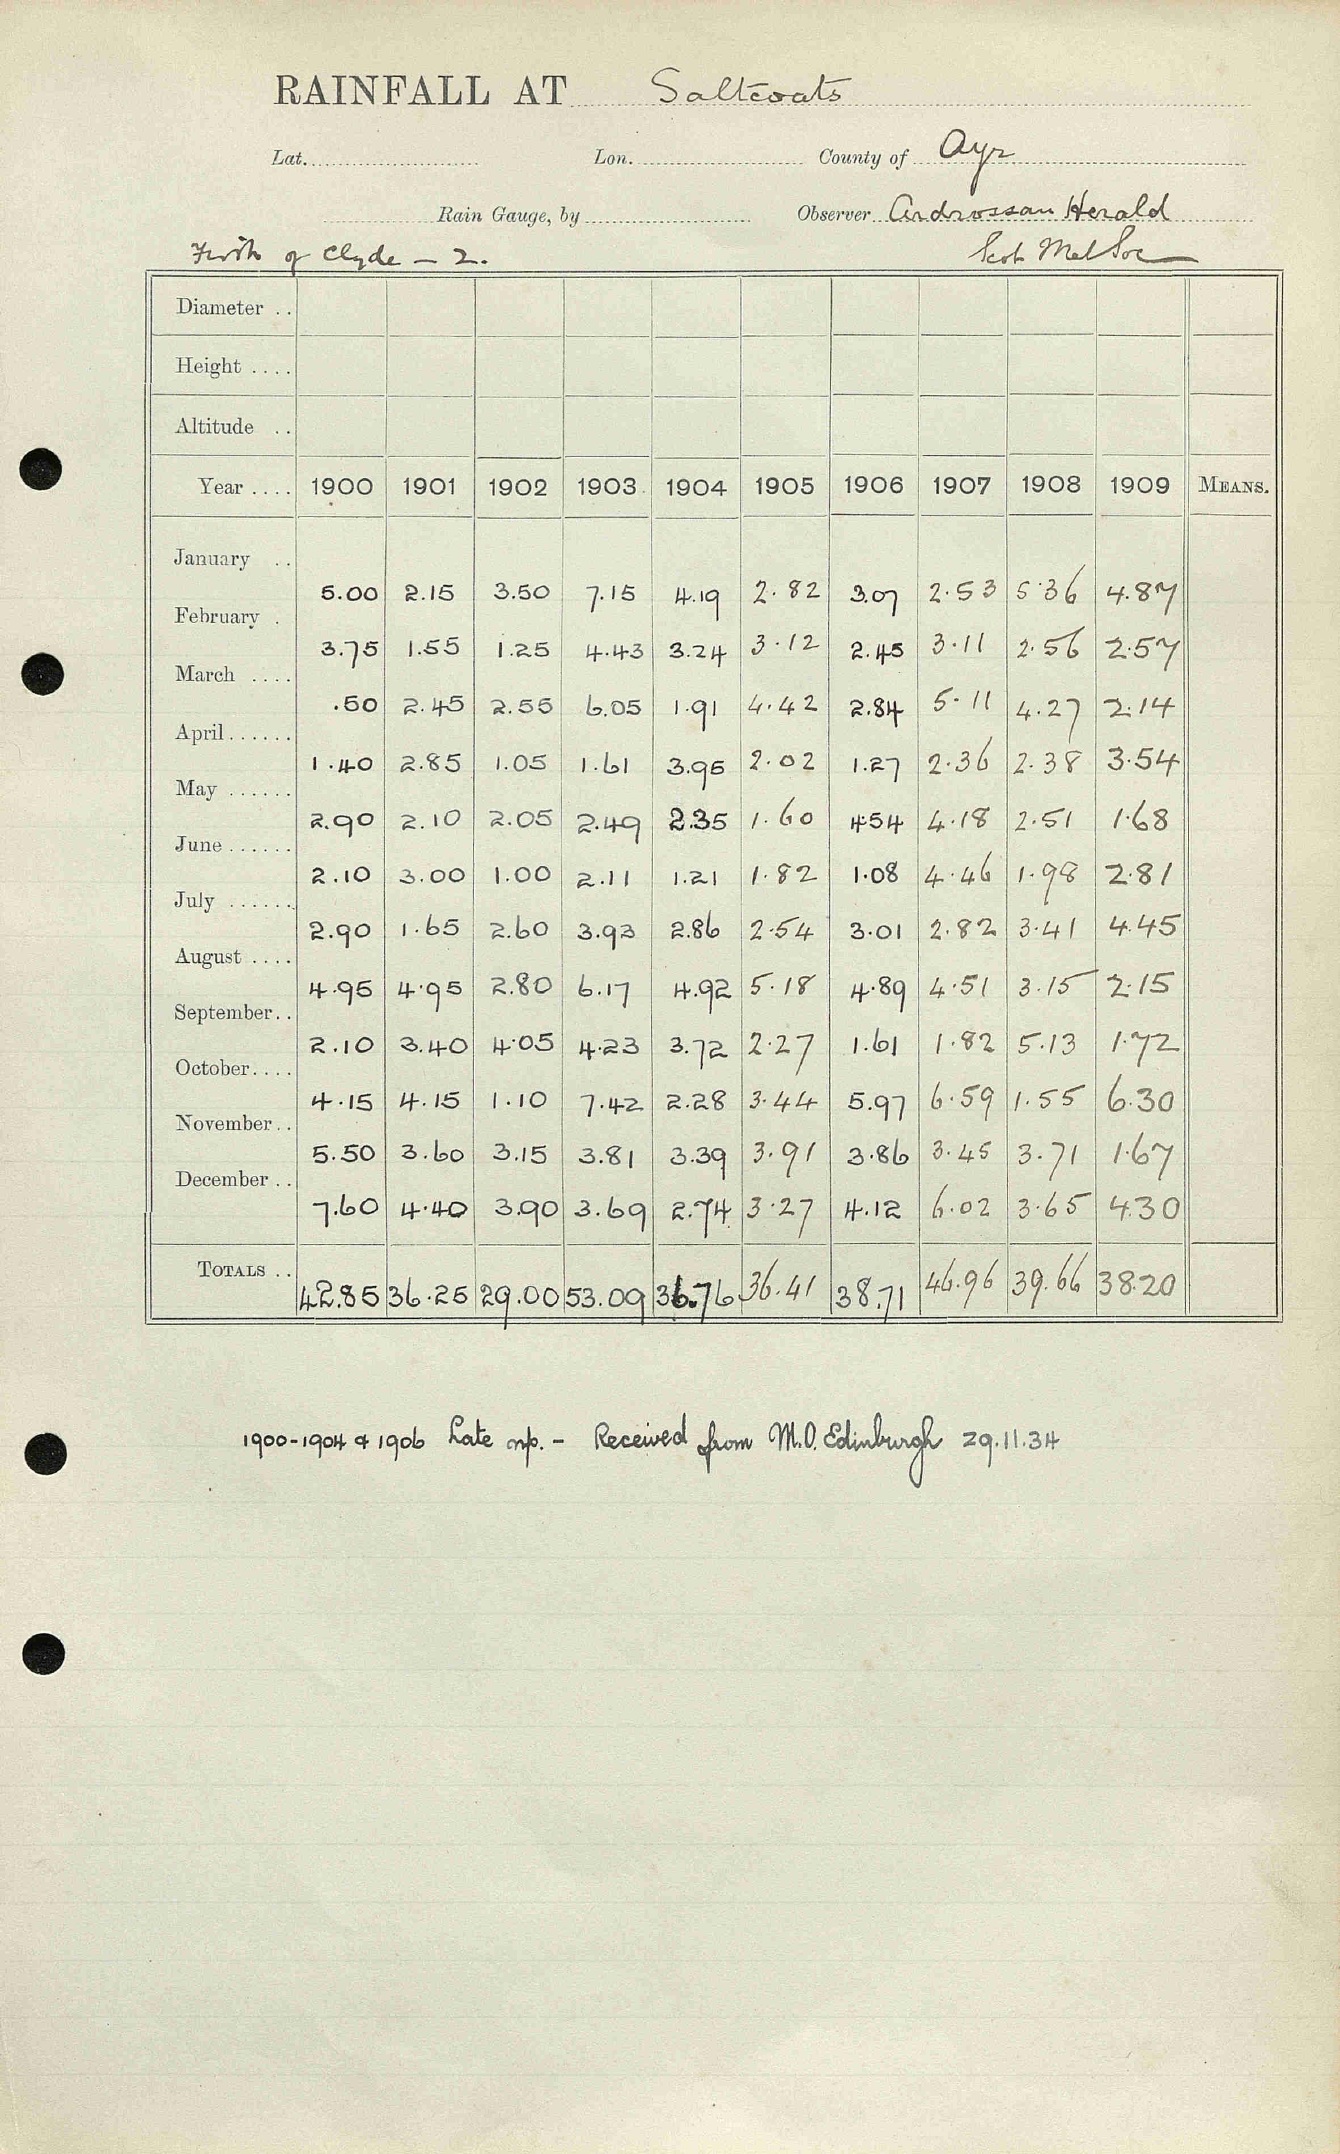 RAINFALL AT Saltcoats
Lat. Lon. County of Ayr
Rain Gauge, by Observer Ardrossan Herald
Firth of Clyde - 2. Scot Met Soc
Diameter ..
Height ....
Altitude ..
Year .... 1900 1901 1902 1903 1904 1905 1906 1907 1908 1909 MEANS.
January ..
5.00 2.15 3.50 7.15 4.19 2.82 3.07 2.53 5.36 4.87
February .
3.75 1.55 1.25 4.43 3.24 3.12 2.45 3.11 2.56 2.57
March ....
.50 2.45 2.55 6.05 1.91 4.42 2.84 5.11 4.27 2.14
April......
1.40 2.85 1.05 1.61 3.95 2.02 1.27 2.36 2.38 3.54
May ......
2.90 2.10 2.05 2.49 2.35 1.60 4.54 4.18 2.51 1.68
June ......
2.10 3.00 1.00 2.11 1.21 1.82 1.08 4.46 1.98 2.81
July ......
2.90 1.65 2.60 3.93 2.86 2.54 3.01 2.82 3.41 4.45
August ....
4.95 4.95 2.80 6.17 4.92 5.18 4.89 4.51 3.15 2.15
September..
2.10 3.40 4.05 4.23 3.72 2.27 1.61 1.82 5.13 1.72
October....
4.15 4.15 1.10 7.42 2.28 3.44 5.97 6.59 1.55 6.30
November..
5.50 3.60 3.15 3.81 3.39 3.91 3.86 3.45 3.71 1.67
December ..
7.60 4.40 3.90 3.69 2.74 3.27 4.12 6.02 3.65 4.30
TOTALS .. 42.85 36.25 29.00 53.09 36.76 36.41 38.71 46.96 39.66 38.20
1900-1904 & 1906 Late rep. - Received from M.O. Edinburgh 29.11.34